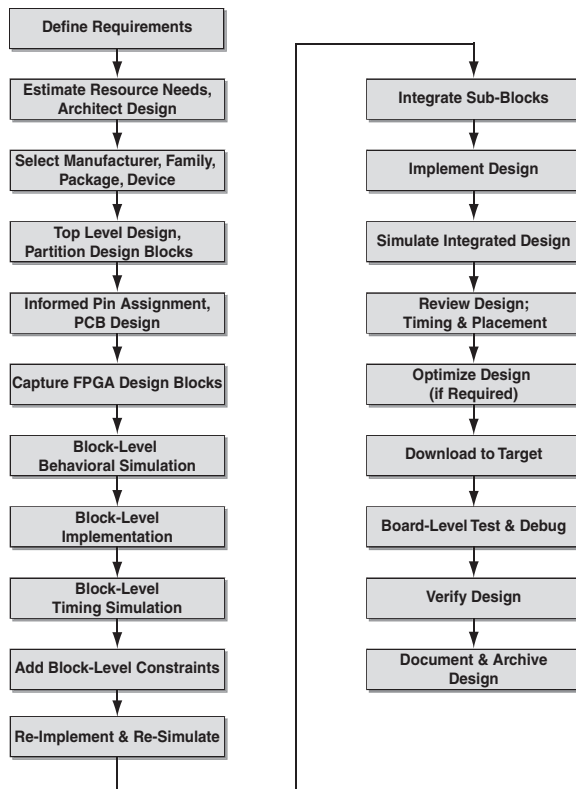 Define Requirements
Estimate Resource Needs,
Architect Design
Select Manufacturer, Family,
Package, Device
Top Level Design,
Partition Design Blocks
Informed Pin Assignment,
PCB Design
Capture FPGA Design Blocks
Block-Level
Behavioral Simulation
Block-Level
Implementation
Block-Level
Timing Simulation
Add Block-Level Constraints
Re-Implement & Re-Simulate
Integrate Sub-Blocks
Implement Design
Simulate Integrated Design
Review Design;
Timing & Placement
Optimize Design
(if Required)
Download to Target
Board-Level Test & Debug
Verify Design
Document & Archive
Design